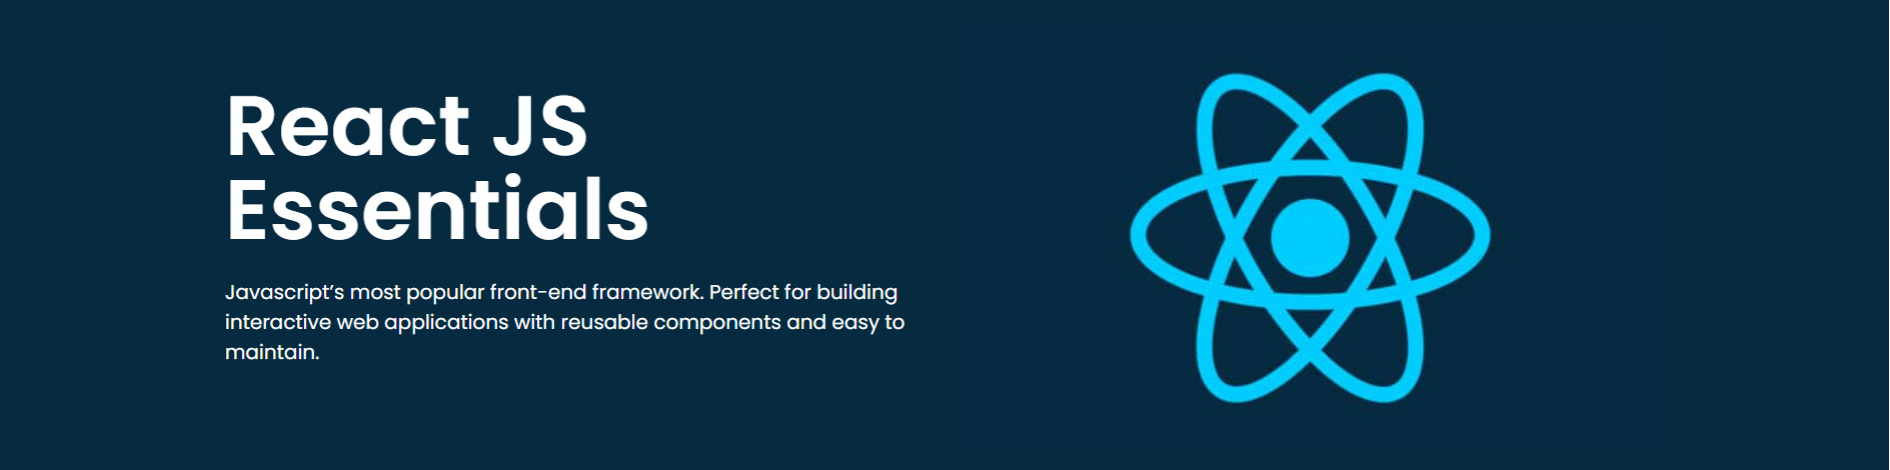 React JS
Essentials
Javascript’s most popular front-end framework. Perfect for building
interactive web applications with reusable components and easy to
maintain.